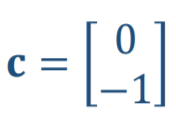 c = [0
-1]